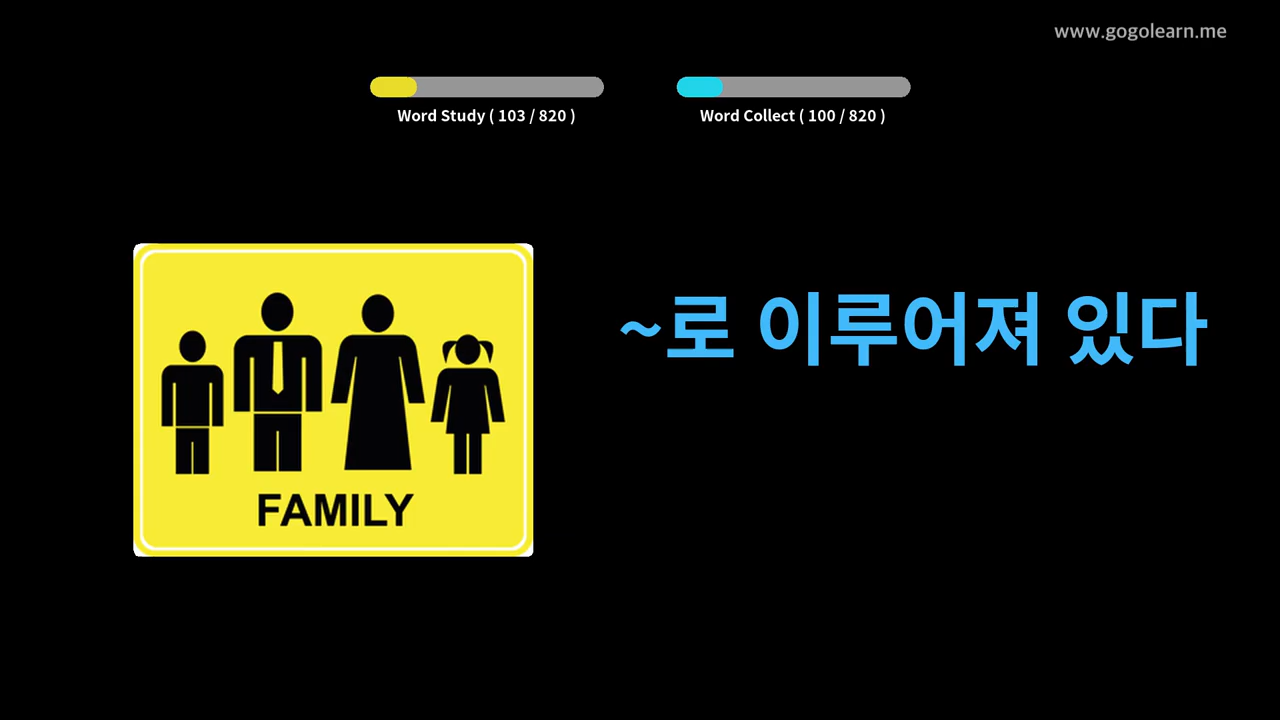 www.gogolearn.me
Word Study ( 103 / 820 )
Word Collect ( 100 / 820 )
~로 이루어져 있다
FAMILY